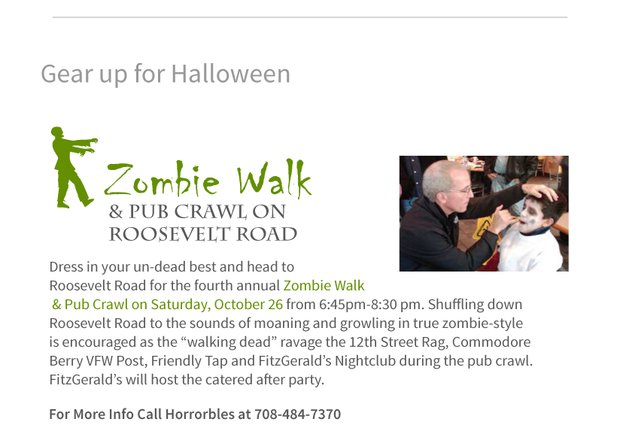 Gear up for Halloween
Zombie Walk
& PUB CRAWL ON
ROOSEVELT ROAD
Dress in your un-dead best and head to
Roosevelt Road for the fourth annual Zombie Walk
& Pub Crawl on Saturday, October 26 from 6:45pm-8:30 pm. Shuffling down
Roosevelt Road to the sounds of moaning and growling in true zombie-style
is encouraged as the “walking dead” ravage the 12th Street Rag, Commodore
Berry VFW Post, Friendly Tap and FitzGerald’s Nightclub during the pub crawl.
FitzGerald’s will host the catered after party.
For More Info Call Horrorbles at 708-484-7370